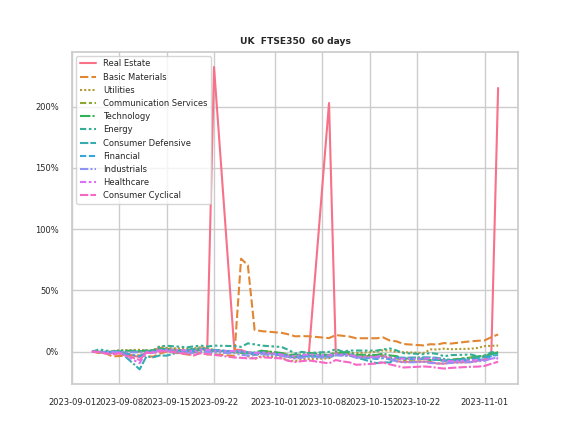 UK FTSE350 60 days
Real Estate
Basic Materials
Utilities
Communication Services
Technology
Energy
Consumer Defensive
Financial
Industrials
Healthcare
Consumer Cyclical
200%
150%
100%
50%
0%
2023-09-01 2023-09-08 2023-09-15 2023-09-22 2023-10-01 2023-10-08 2023-10-15 2023-10-22 2023-11-01